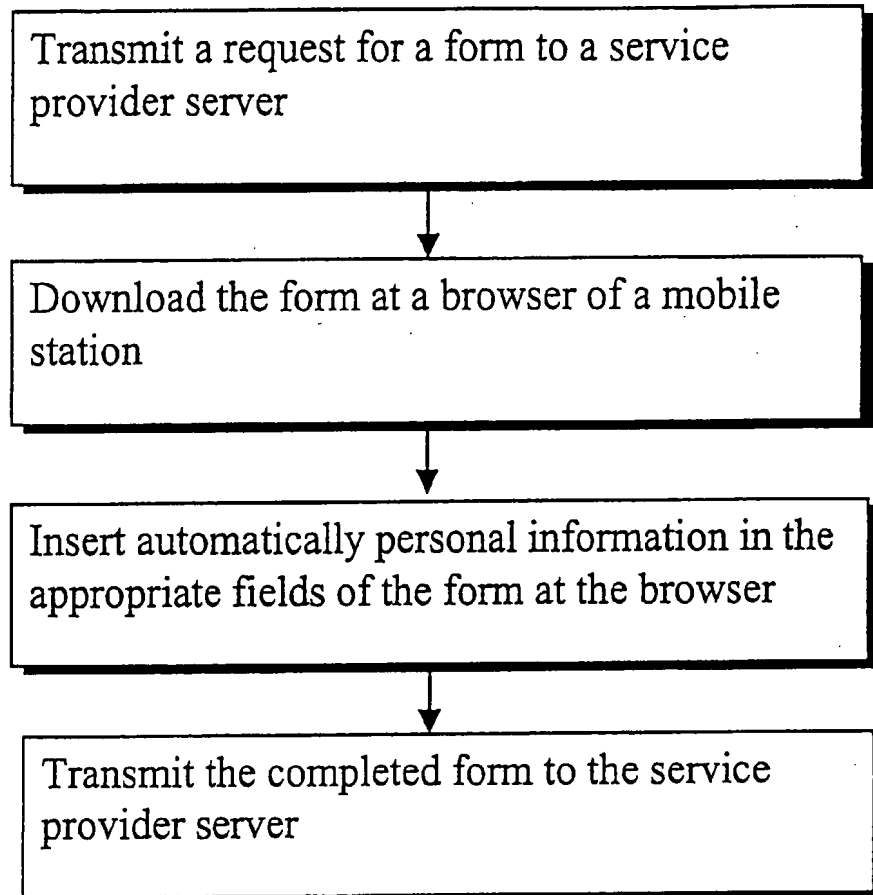 Transmit a request for a form to a service
provider server
Download the form at a browser of a mobile
station
Insert automatically personal information in the
appropriate fields of the form at the browser
Transmit the completed form to the service
provider server